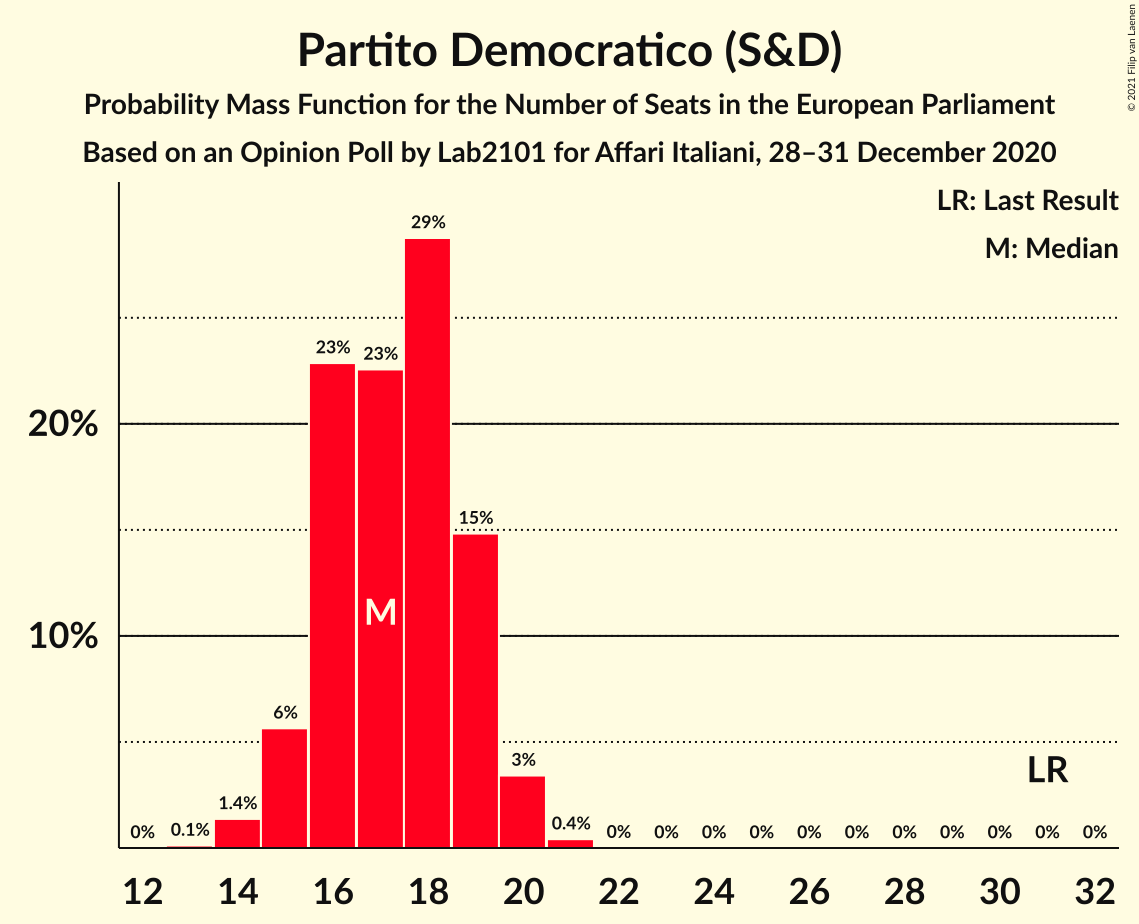 Partito Democratico (S&D)
Probability Mass Function for the Number of Seats in the European Parliament
Based on an Opinion Poll by Lab2101 for Affari Italiani, 28–31 December 2020
© 2021 Filip van Laenen
LR: Last Result
M: Median
29%
23%
23%
20%
15%
M
10%
6%
3%
LR
1.4%
0% 0.1% 0.4% 0% 0% 0% 0% 0% 0% 0% 0% 0% 0% 0%
12 14 16 18 20 22 24 26 28 30 32